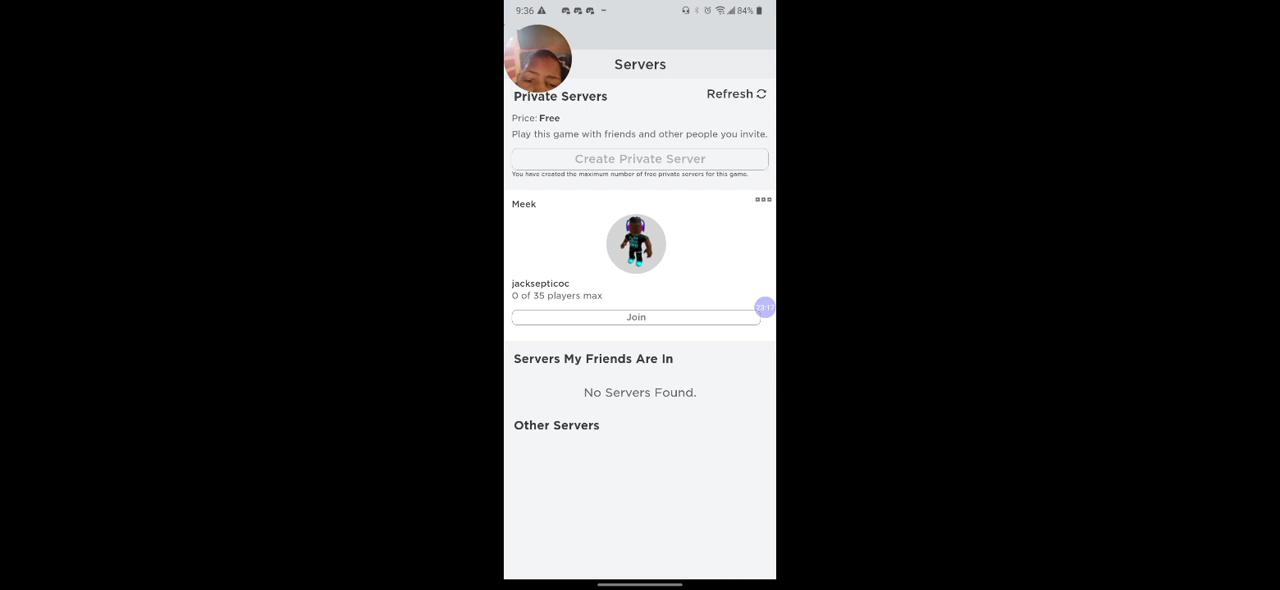 9:36
84%
Servers
Private Servers
Refresh
Price: Free
Play this game with friends and other people you invite.
Create Private Server
You have created the maximum number of free private servers for this game.
Meek
jacksepticoc
0 of 35 players max
23:17
Join
Servers My Friends Are In
No Servers Found.
Other Servers